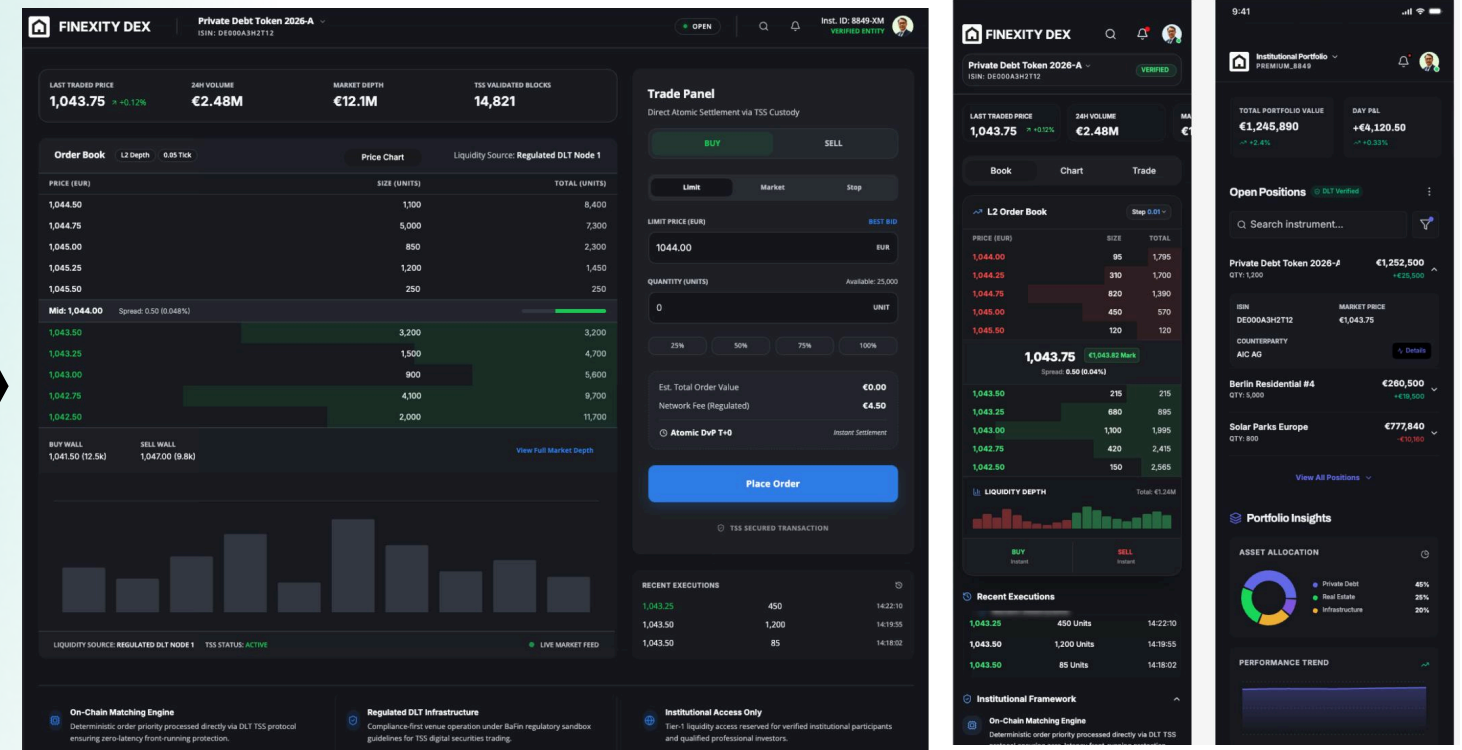 FINEXITY DEX
Private Debt Token 2026-A
ISIN: DE000A3H2T12
OPEN
Inst. ID: 8849-XM
VERIFIED ENTITY
LAST TRADED PRICE 24H VOLUME MARKET DEPTH TSS VALIDATED BLOCKS
1,043.75 +0.12% €2.48M €12.1M 14,821
Order Book L2 Depth 0.05 Tick Price Chart Liquidity Source: Regulated DLT Node 1
PRICE (EUR) SIZE (UNITS) TOTAL (UNITS)
1,044.50 1,100 8,400
1,044.75 5,000 7,300
1,045.00 850 2,300
1,045.25 1,200 1,450
1,045.50 250 250
Mid: 1,044.00 Spread: 0.50 (0.048%)
1,043.50 3,200 3,200
1,043.25 1,500 4,700
1,043.00 900 5,600
1,042.75 4,100 9,700
1,042.50 2,000 11,700
BUY WALL SELL WALL
1,041.50 (12.5k) 1,047.00 (9.8k) View Full Market Depth
LIQUIDITY SOURCE: REGULATED DLT NODE 1 TSS STATUS: ACTIVE LIVE MARKET FEED
Trade Panel
Direct Atomic Settlement via TSS Custody
BUY SELL
Limit Market Stop
LIMIT PRICE (EUR) BEST BID
1044.00 EUR
QUANTITY (UNITS) Available: 25,000
0 UNIT
25% 50% 75% 100%
Est. Total Order Value €0.00
Network Fee (Regulated) €4.50
Atomic DvP T+0 Instant Settlement
Place Order
TSS SECURED TRANSACTION
RECENT EXECUTIONS
1,043.25 450 14:22:10
1,043.50 1,200 14:19:55
1,043.50 85 14:18:02
On-Chain Matching Engine
Deterministic order priority processed directly via DLT TSS protocol
ensuring zero-latency front-running protection.
Regulated DLT Infrastructure
Compliance-first venue operation under BaFin regulatory sandbox
guidelines for TSS digital securities trading.
Institutional Access Only
Tier-1 liquidity access reserved for verified institutional participants
and qualified professional investors.
FINEXITY DEX
Private Debt Token 2026-A
ISIN: DE000A3H2T12
VERIFIED
LAST TRADED PRICE 24H VOLUME MA
1,043.75 +0.12% €2.48M €1
Book Chart Trade
L2 Order Book Step 0.01
PRICE (EUR) SIZE TOTAL
1,044.00 95 1,795
1,044.25 310 1,700
1,044.75 820 1,390
1,045.00 450 570
1,045.50 120 120
1,043.75 €1,043.82 Mark
Spread: 0.50 (0.04%)
1,043.50 215 215
1,043.25 680 895
1,043.00 1,100 1,995
1,042.75 420 2,415
1,042.50 150 2,565
LIQUIDITY DEPTH Total: €1.24M
BUY SELL
Instant Instant
Recent Executions
1,043.25 450 Units 14:22:10
1,043.50 1,200 Units 14:19:55
1,043.50 85 Units 14:18:02
Institutional Framework
On-Chain Matching Engine
Deterministic order priority processed directly via DLT TSS
protocol ensuring zero-latency front-running protection
9:41
Institutional Portfolio
PREMIUM_8849
TOTAL PORTFOLIO VALUE DAY P&L
€1,245,890 +€4,120.50
+2.4% +0.33%
Open Positions DLT Verified
Search instrument...
Private Debt Token 2026-A €1,252,500
QTY: 1,200 +€25,500
ISIN MARKET PRICE
DE000A3H2T12 €1,043.75
COUNTERPARTY
AIC AG Details
Berlin Residential #4 €260,500
QTY: 5,000 +€19,500
Solar Parks Europe €777,840
QTY: 800 -€10,160
View All Positions
Portfolio Insights
ASSET ALLOCATION
Private Debt 45%
Real Estate 25%
Infrastructure 20%
PERFORMANCE TREND